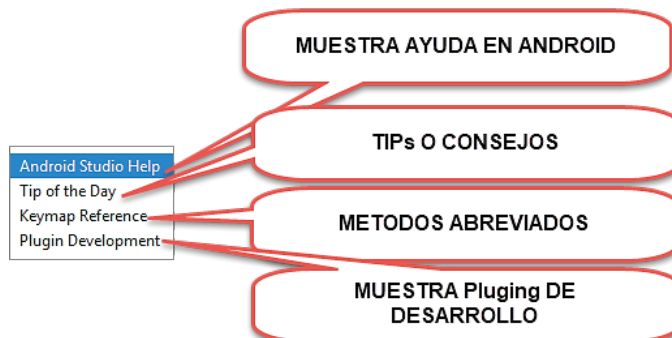 MUESTRA AYUDA EN ANDROID
TIPs O CONSEJOS
Android Studio Help
Tip of the Day
Keymap Reference
Plugin Development
METODOS ABREVIADOS
MUESTRA Pluging DE
DESARROLLO